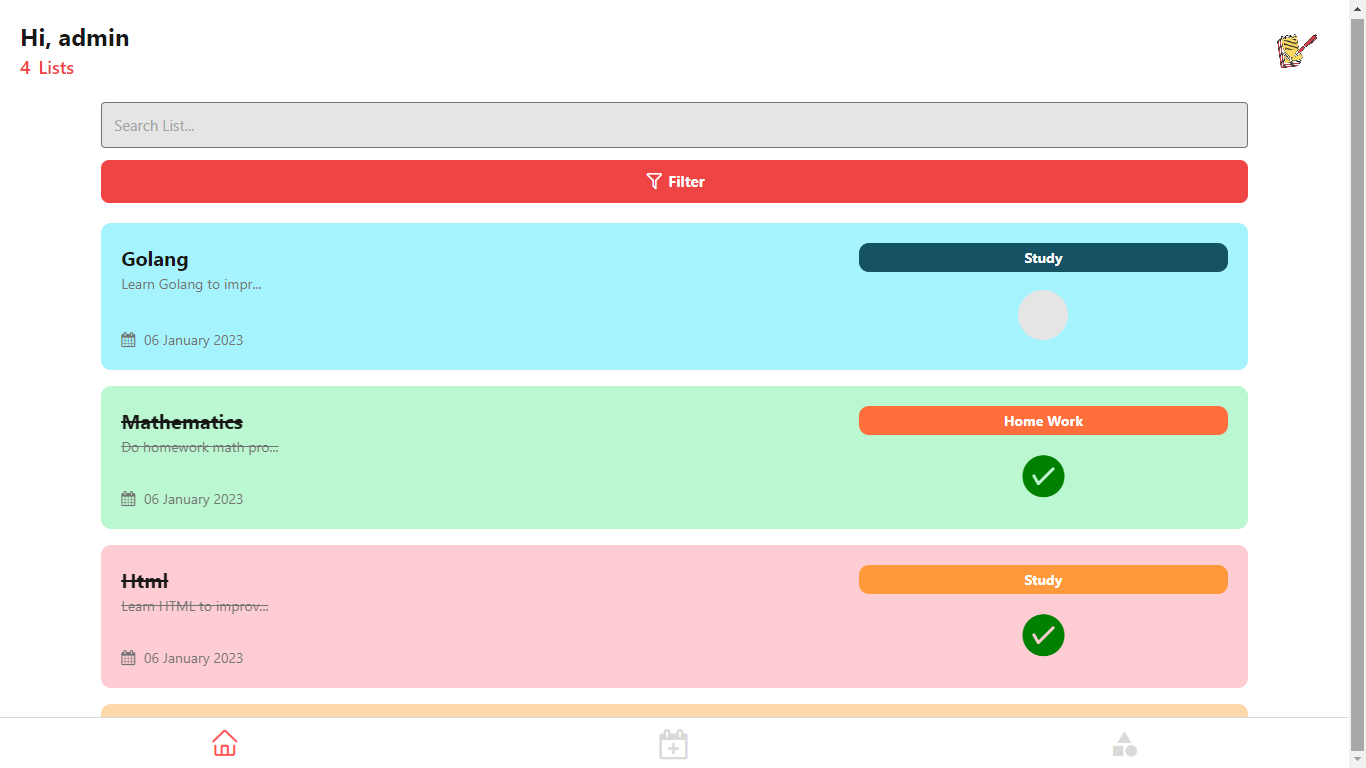 Hi, admin
4 Lists
Search List...
Filter
Golang
Study
Learn Golang to impr...
06 January 2023
Mathematics
Home Work
Do homework math pro...
06 January 2023
Html
Study
Learn HTML to improv...
06 January 2023